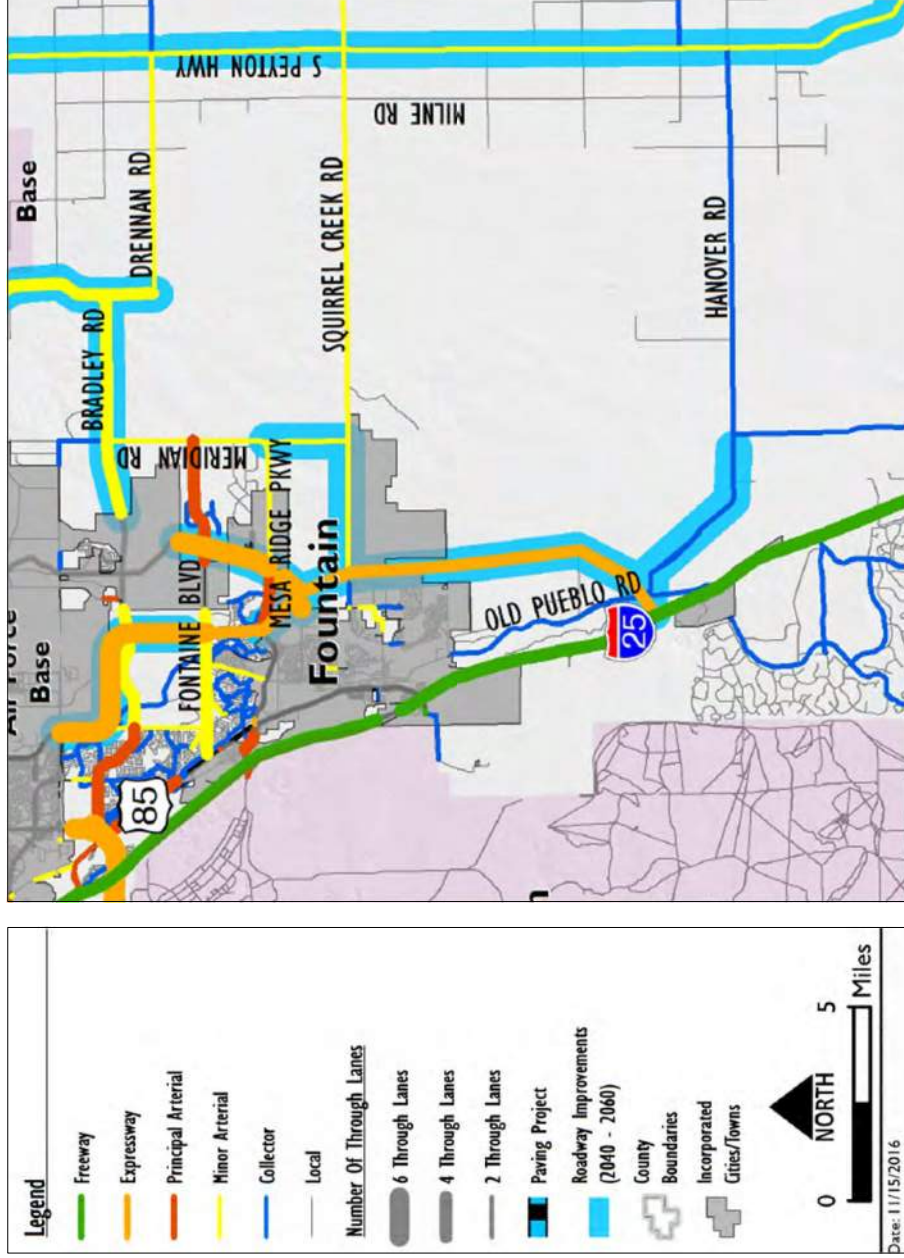 Base
S PEYTON HWY
DRENNAN RD
MILNE RD
BRADLEY RD
SQUIRREL CREEK RD
HANOVER RD
MERIDIAN RD
MESA RIDGE PKWY
FONTAINE BLVD
Fountain
OLD PUEBLO RD
25
Base
85
Legend
Freeway
Expressway
Principal Arterial
Minor Arterial
Collector
Local
Number Of Through Lanes
6 Through Lanes
4 Through Lanes
2 Through Lanes
Paving Project
Roadway Improvements
(2040 - 2060)
County
Boundaries
Incorporated
Cities/Towns
NORTH
0 5
Miles
Date: 11/15/2016